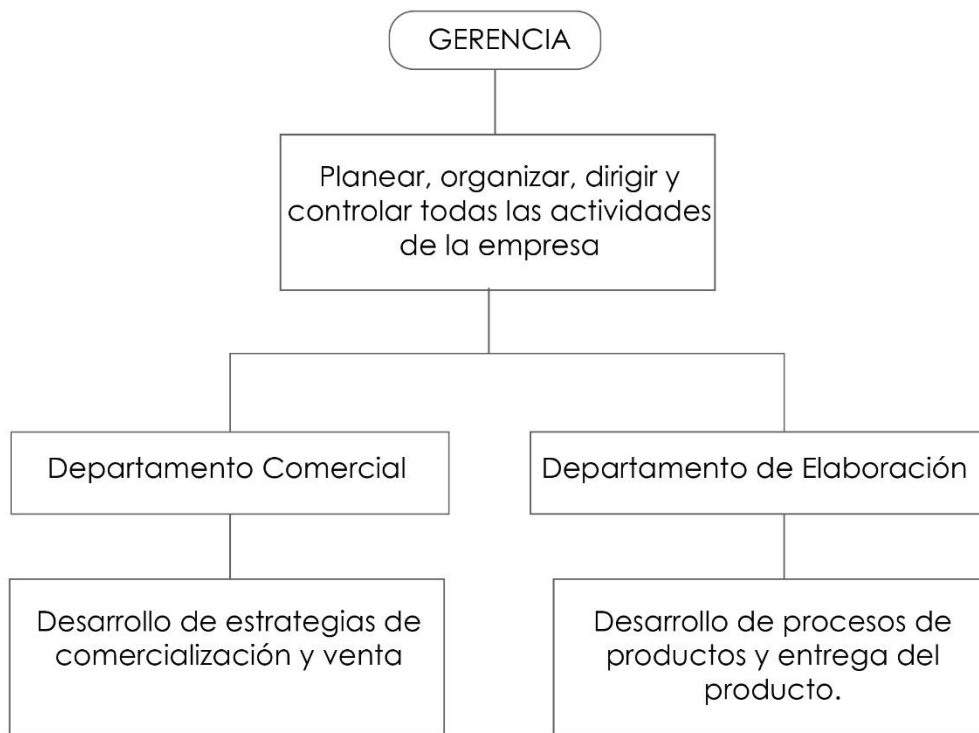 GERENCIA
Planear, organizar, dirigir y
controlar todas las actividades
de la empresa
Departamento Comercial
Departamento de Elaboración
Desarrollo de estrategias de
comercialización y venta
Desarrollo de procesos de
productos y entrega del
producto.